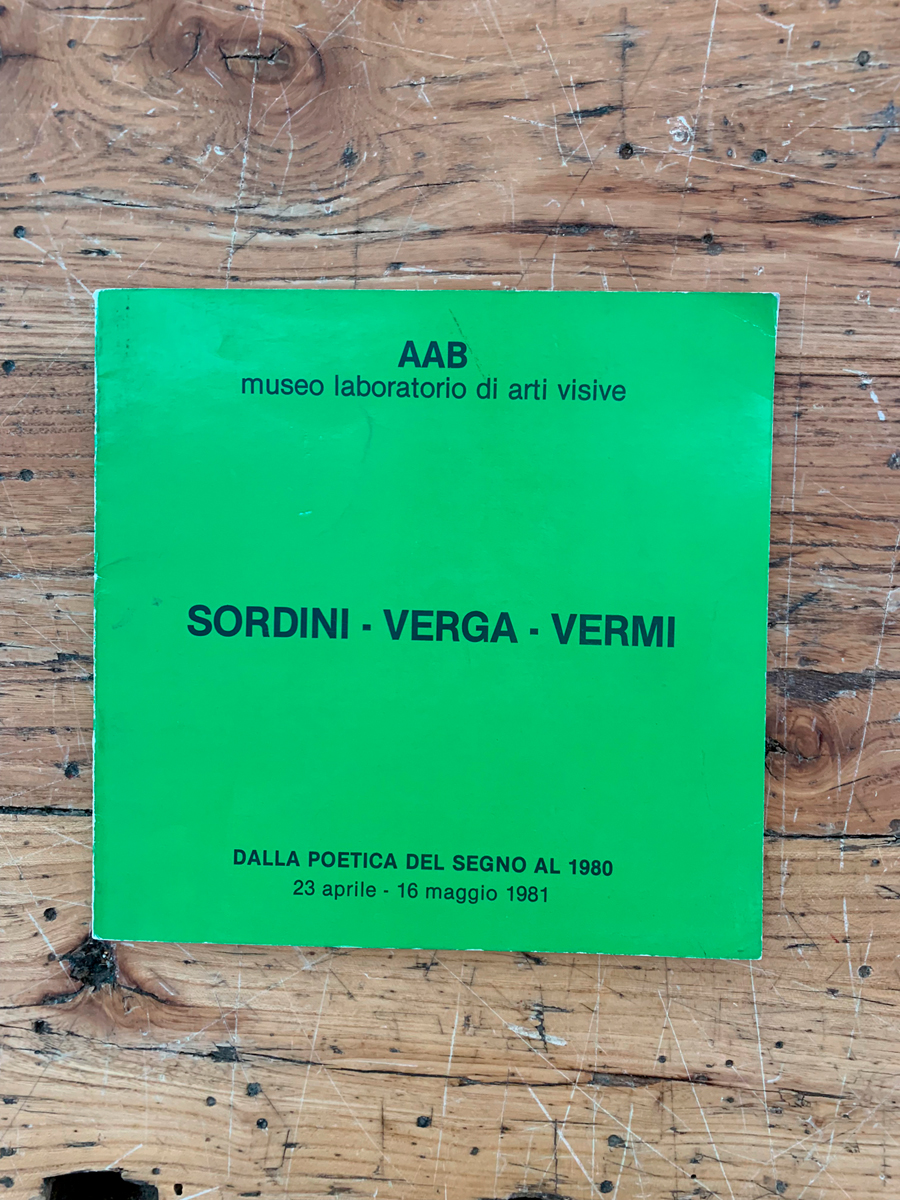 AAB
museo laboratorio di arti visive
SORDINI - VERGA - VERMI
DALLA POETICA DEL SEGNO AL 1980
23 aprile - 16 maggio 1981